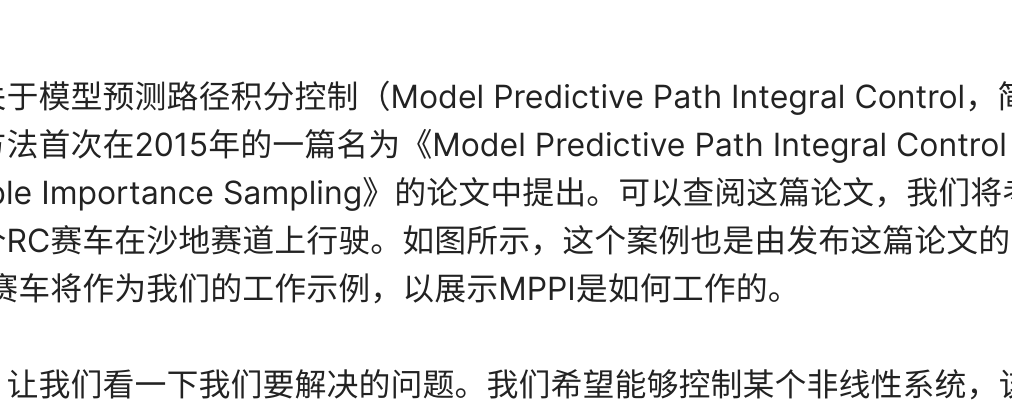 于模型预测路径积分控制（Model Predictive Path Integral Control，简
法首次在2015年的一篇名为《Model Predictive Path Integral Control
ble Importance Sampling》的论文中提出。可以查阅这篇论文，我们将考
RC赛车在沙地赛道上行驶。如图所示，这个案例也是由发布这篇论文的
赛车将作为我们的工作示例，以展示MPPI是如何工作的。
让我们看一下我们要解决的问题。我们希望能够控制某个非线性系统，该